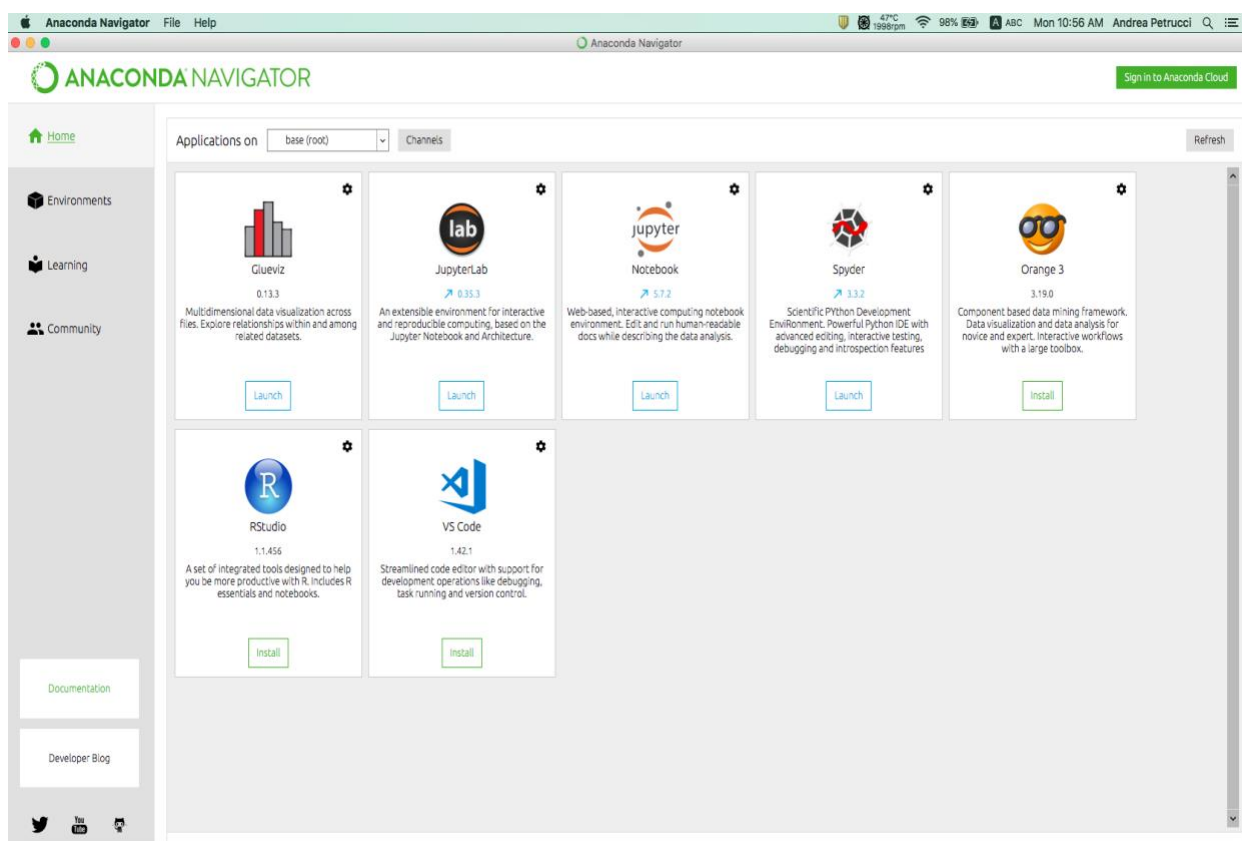 Anaconda Navigator File Help 47°C 1998rpm 98% ABC Mon 10:56 AM Andrea Petrucci
Anaconda Navigator
ANACONDA NAVIGATOR
Sign in to Anaconda Cloud
Home
Environments
Learning
Community
Applications on base (root) Channels Refresh
Glueviz
0.13.3
Multidimensional data visualization across
files. Explore relationships within and among
related datasets.
Launch
lab
JupyterLab
0.35.3
An extensible environment for interactive
and reproducible computing, based on the
Jupyter Notebook and Architecture.
Launch
jupyter
Notebook
5.7.2
Web-based, interactive computing notebook
environment. Edit and run human-readable
docs while describing the data analysis.
Launch
Spyder
3.3.2
Scientific PYthon Development
EnviRonment. Powerful Python IDE with
advanced editing, interactive testing,
debugging and introspection features
Launch
Orange 3
3.19.0
Component based data mining framework.
Data visualization and data analysis for
novice and expert. Interactive workflows
with a large toolbox.
Install
R
RStudio
1.1.456
A set of integrated tools designed to help
you be more productive with R. Includes R
essentials and notebooks.
Install
VS Code
1.42.1
Streamlined code editor with support for
development operations like debugging,
task running and version control.
Install
Documentation
Developer Blog
You
Tube